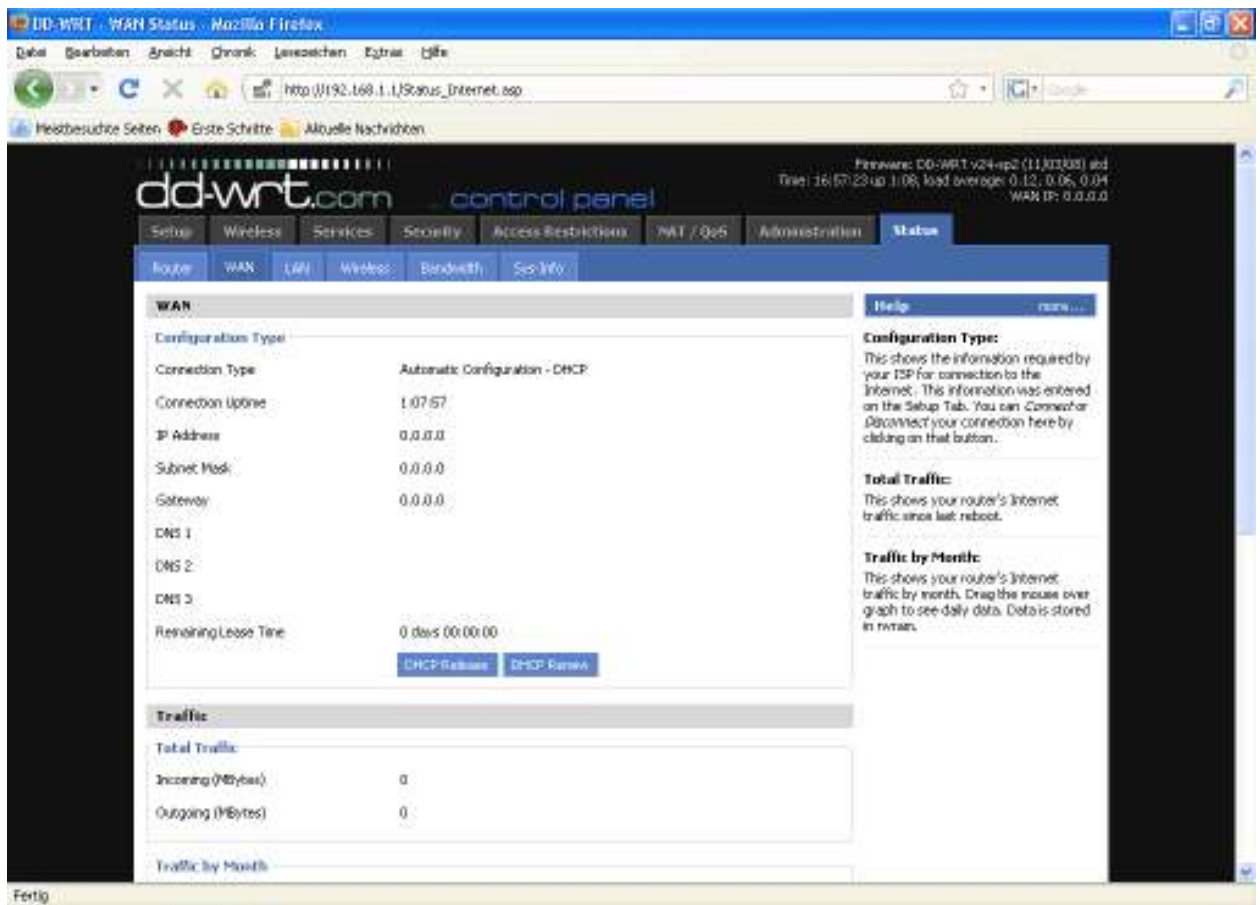 DD-WRT - WAN Status - Mozilla Firefox
Datei Bearbeiten Ansicht Chronik Lesezeichen Extras Hilfe
http://192.168.1.1/Status_Internet.asp
Google
Meistbesuchte Seiten Erste Schritte Aktuelle Nachrichten
Firmware: DD-WRT v24-sp2 (11/03/08) std
Time: 16:57:23 up 1:08, load average: 0.12, 0.06, 0.04
WAN IP: 0.0.0.0
dd-wrt.com ... control panel
Setup Wireless Services Security Access Restrictions NAT / QoS Administration Status
Router WAN LAN Wireless Bandwidth Sys-Info
WAN
Configuration Type
Connection Type Automatic Configuration - DHCP
Connection Uptime 1:07:57
IP Address 0.0.0.0
Subnet Mask 0.0.0.0
Gateway 0.0.0.0
DNS 1
DNS 2
DNS 3
Remaining Lease Time 0 days 00:00:00
DHCP Release DHCP Renew
Traffic
Total Traffic
Incoming (MBytes) 0
Outgoing (MBytes) 0
Traffic by Month
Help more...
Configuration Type:
This shows the information required by
your ISP for connection to the
Internet. This information was entered
on the Setup Tab. You can Connect or
Disconnect your connection here by
clicking on that button.
Total Traffic:
This shows your router's Internet
traffic since last reboot.
Traffic by Month:
This shows your router's Internet
traffic by month. Drag the mouse over
graph to see daily data. Data is stored
in nvram.
Fertig